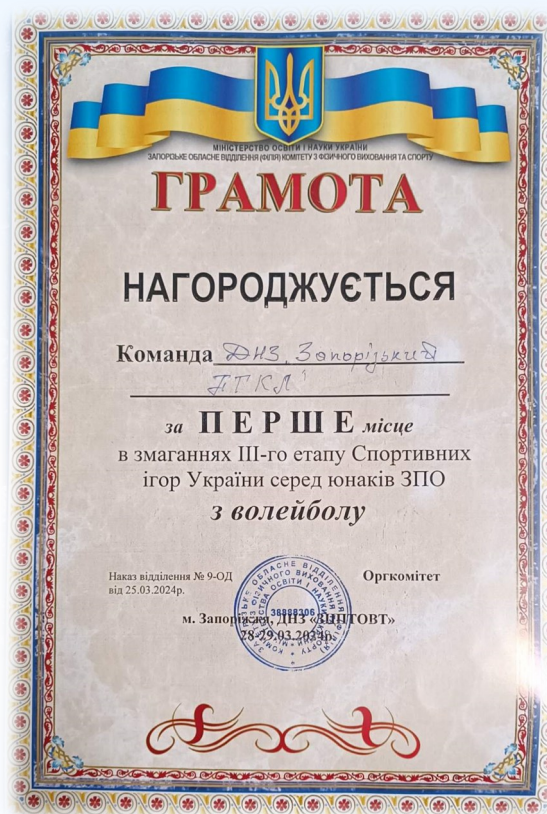 МІНІСТЕРСТВО ОСВІТИ І НАУКИ УКРАЇНИ
ЗАПОРІЗЬКЕ ОБЛАСНЕ ВІДДІЛЕННЯ (ФІЛІЯ) КОМІТЕТУ З ФІЗИЧНОГО ВИХОВАННЯ ТА СПОРТУ
ГРАМОТА
НАГОРОДЖУЄТЬСЯ
Команда ДНЗ, Запорізький
ПТКЛ
за ПЕРШЕ місце
в змаганнях ІІІ-го етапу Спортивних
ігор України серед юнаків ЗПО
з волейболу
Наказ відділення № 9-ОД
від 25.03.2024р.
Оргкомітет
38888306
м. Запоріжжя, ДНЗ
28-29.03.2024р.